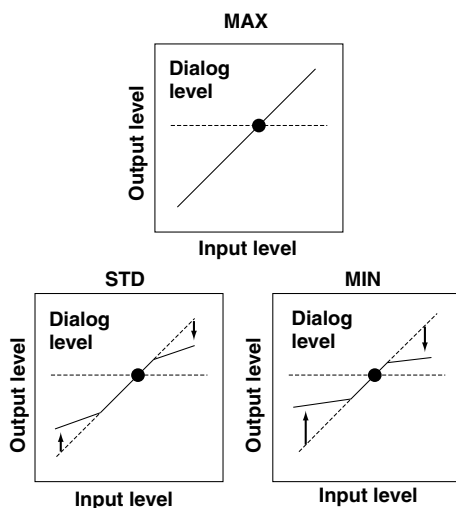 MAX
Dialog
level
Output level
Input level
STD
Dialog
level
Output level
Input level
MIN
Dialog
level
Output level
Input level